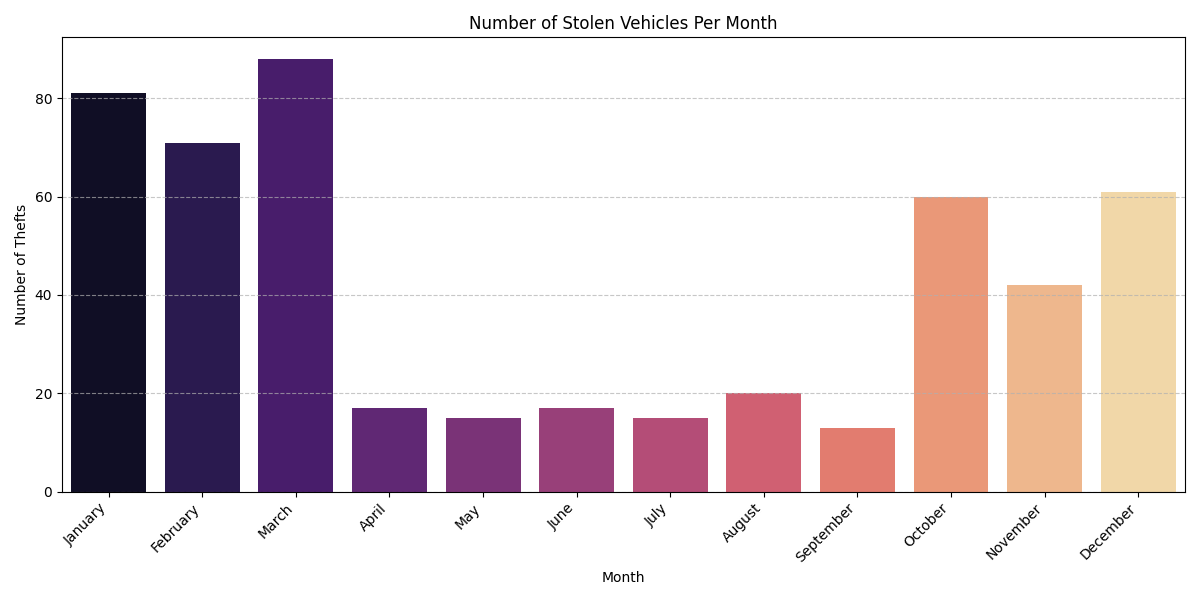 Number of Stolen Vehicles Per Month
Number of Thefts
80
60
40
20
0
January
February
March
April
May
June
July
August
September
October
November
December
Month